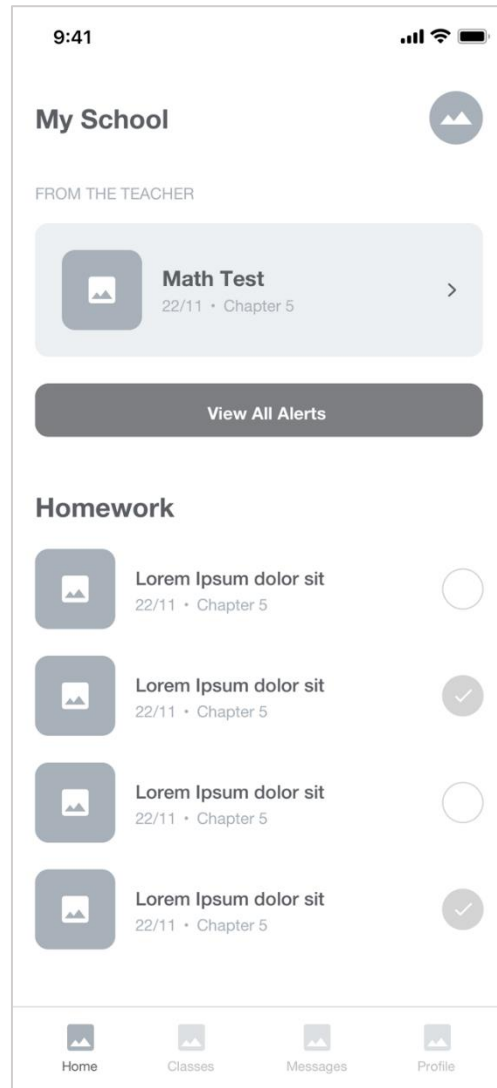 9:41
My School
FROM THE TEACHER
Math Test
22/11 • Chapter 5
View All Alerts
Homework
Lorem Ipsum dolor sit
22/11 • Chapter 5
Lorem Ipsum dolor sit
22/11 • Chapter 5
Lorem Ipsum dolor sit
22/11 • Chapter 5
Lorem Ipsum dolor sit
22/11 • Chapter 5
Home Classes Messages Profile